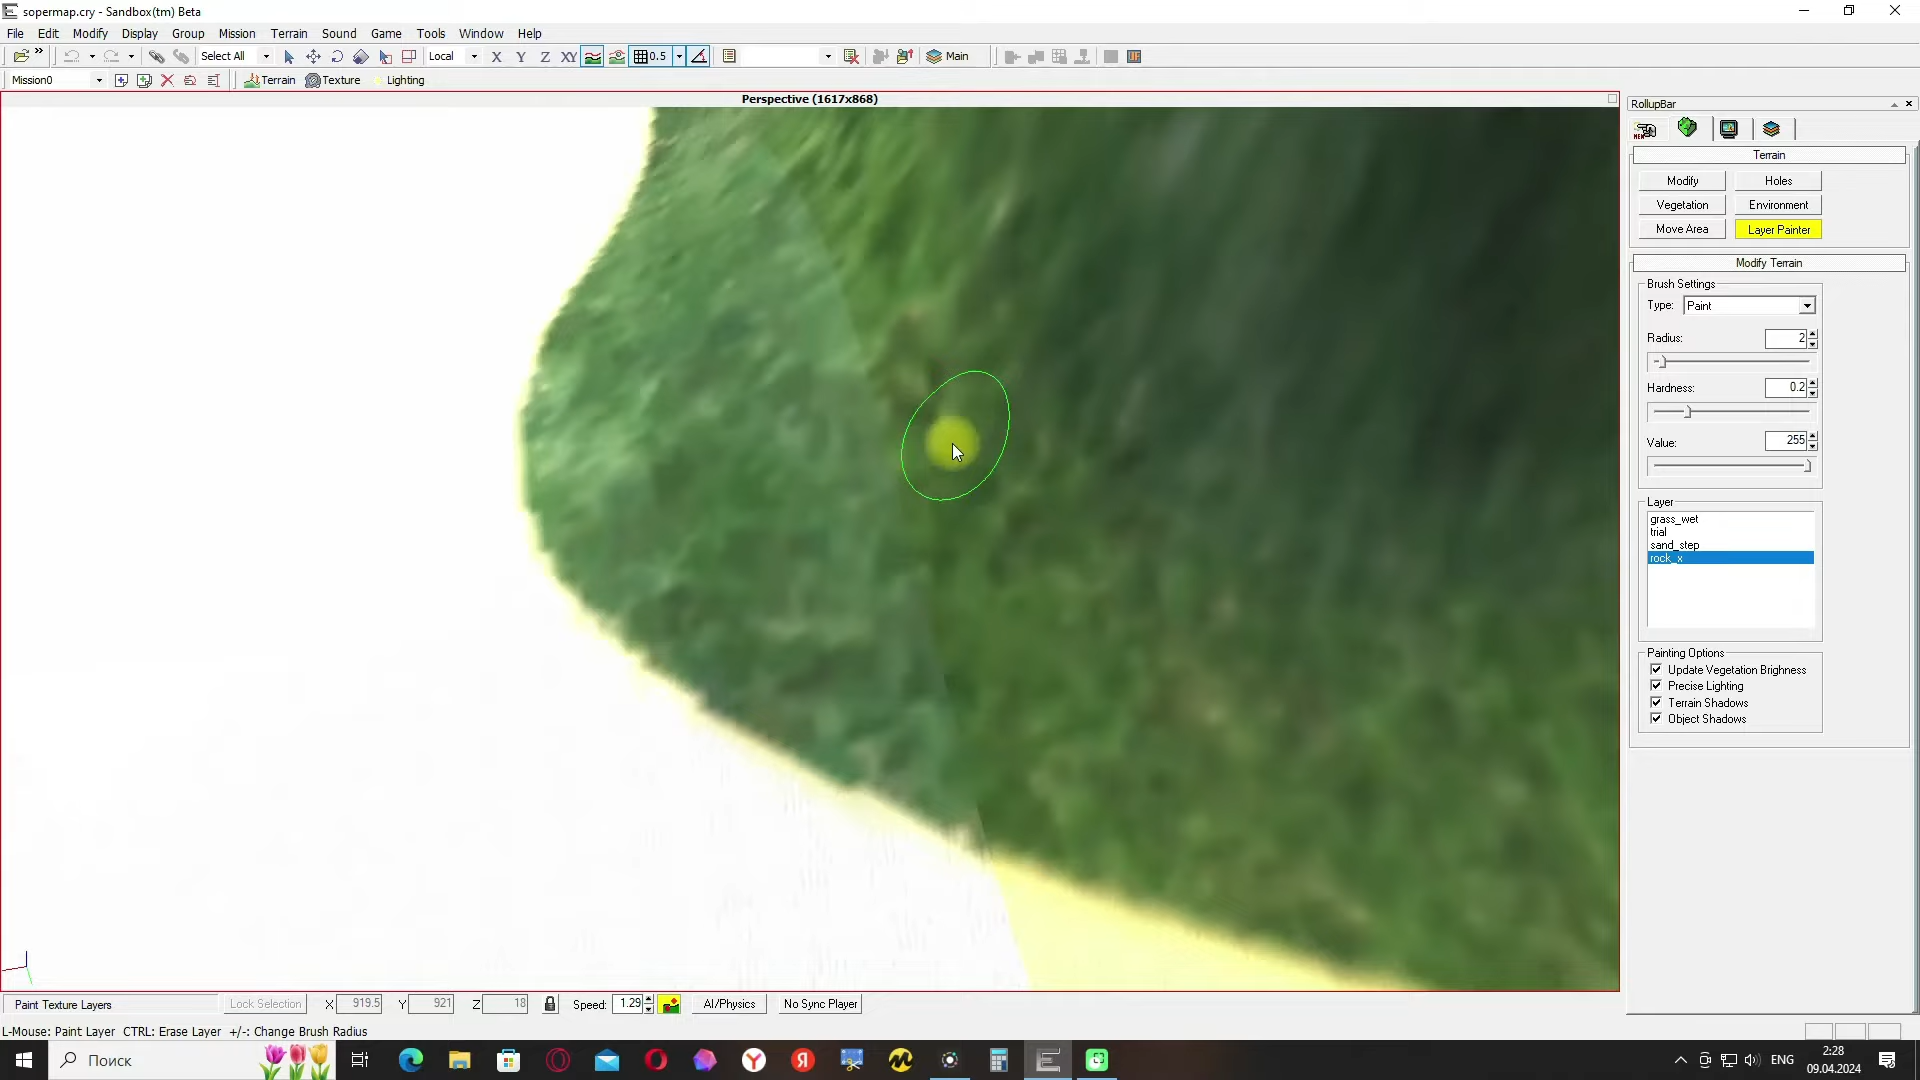 sopermap.cry - Sandbox(tm) Beta
File Edit Modify Display Group Mission Terrain Sound Game Tools Window Help
Select All Local X Y Z XY 0.5 Main
Mission0 Terrain Texture Lighting
Perspective (1617x868)
RollupBar
NEW
Terrain
Modify Holes
Vegetation Environment
Move Area Layer Painter
Modify Terrain
Brush Settings
Type: Paint
Radius: 2
Hardness: 0.2
Value: 255
Layer
grass_wet
trial
sand_step
rock_x
Painting Options
Update Vegetation Brighness
Precise Lighting
Terrain Shadows
Object Shadows
Paint Texture Layers Lock Selection X 919.5 Y 921 Z 18 Speed: 1.29 AI/Physics No Sync Player
L-Mouse: Paint Layer CTRL: Erase Layer +/-: Change Brush Radius
Поиск
ENG
2:28
09.04.2024